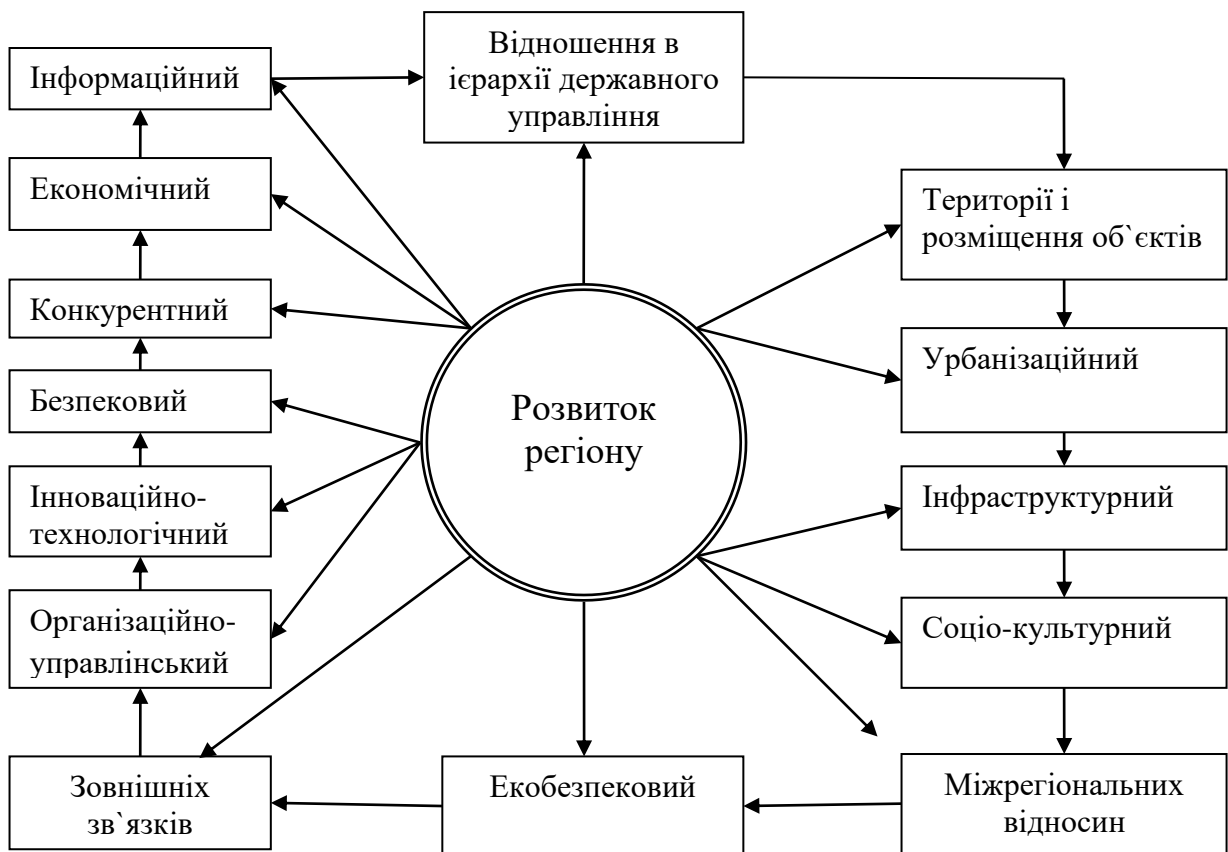 Відношення в
ієрархії державного
управління
Інформаційний
Економічний
Конкурентний
Безпековий
Інноваційно-
технологічний
Організаційно-
управлінський
Зовнішніх
зв`язків
Розвиток
регіону
Екобезпековий
Території і
розміщення об`єктів
Урбанізаційний
Інфраструктурний
Соціо-культурний
Міжрегіональних
відносин